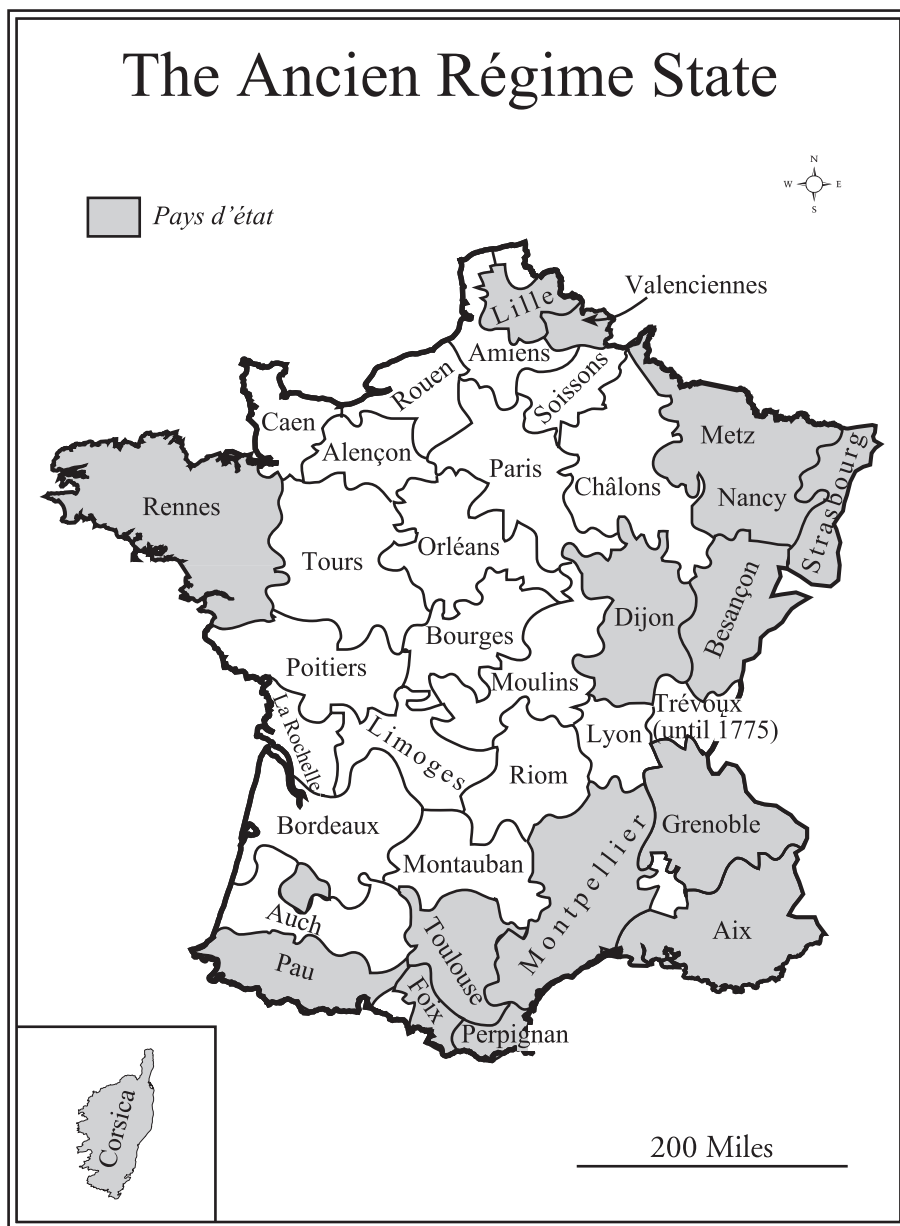 The Ancien Régime State
N
W E
S
Pays d'état
Valenciennes
Lille
Amiens
Rouen
Soissons
Caen
Alençon
Metz
Paris
Châlons
Nancy
Strasbourg
Rennes
Orléans
Tours
Besançon
Dijon
Bourges
Poitiers
Moulins
Trévoux
(until 1775)
La Rochelle
Limoges
Lyon
Riom
Bordeaux
Grenoble
Montauban
Montpellier
Auch
Toulouse
Aix
Pau
Foix
Perpignan
Corsica
200 Miles